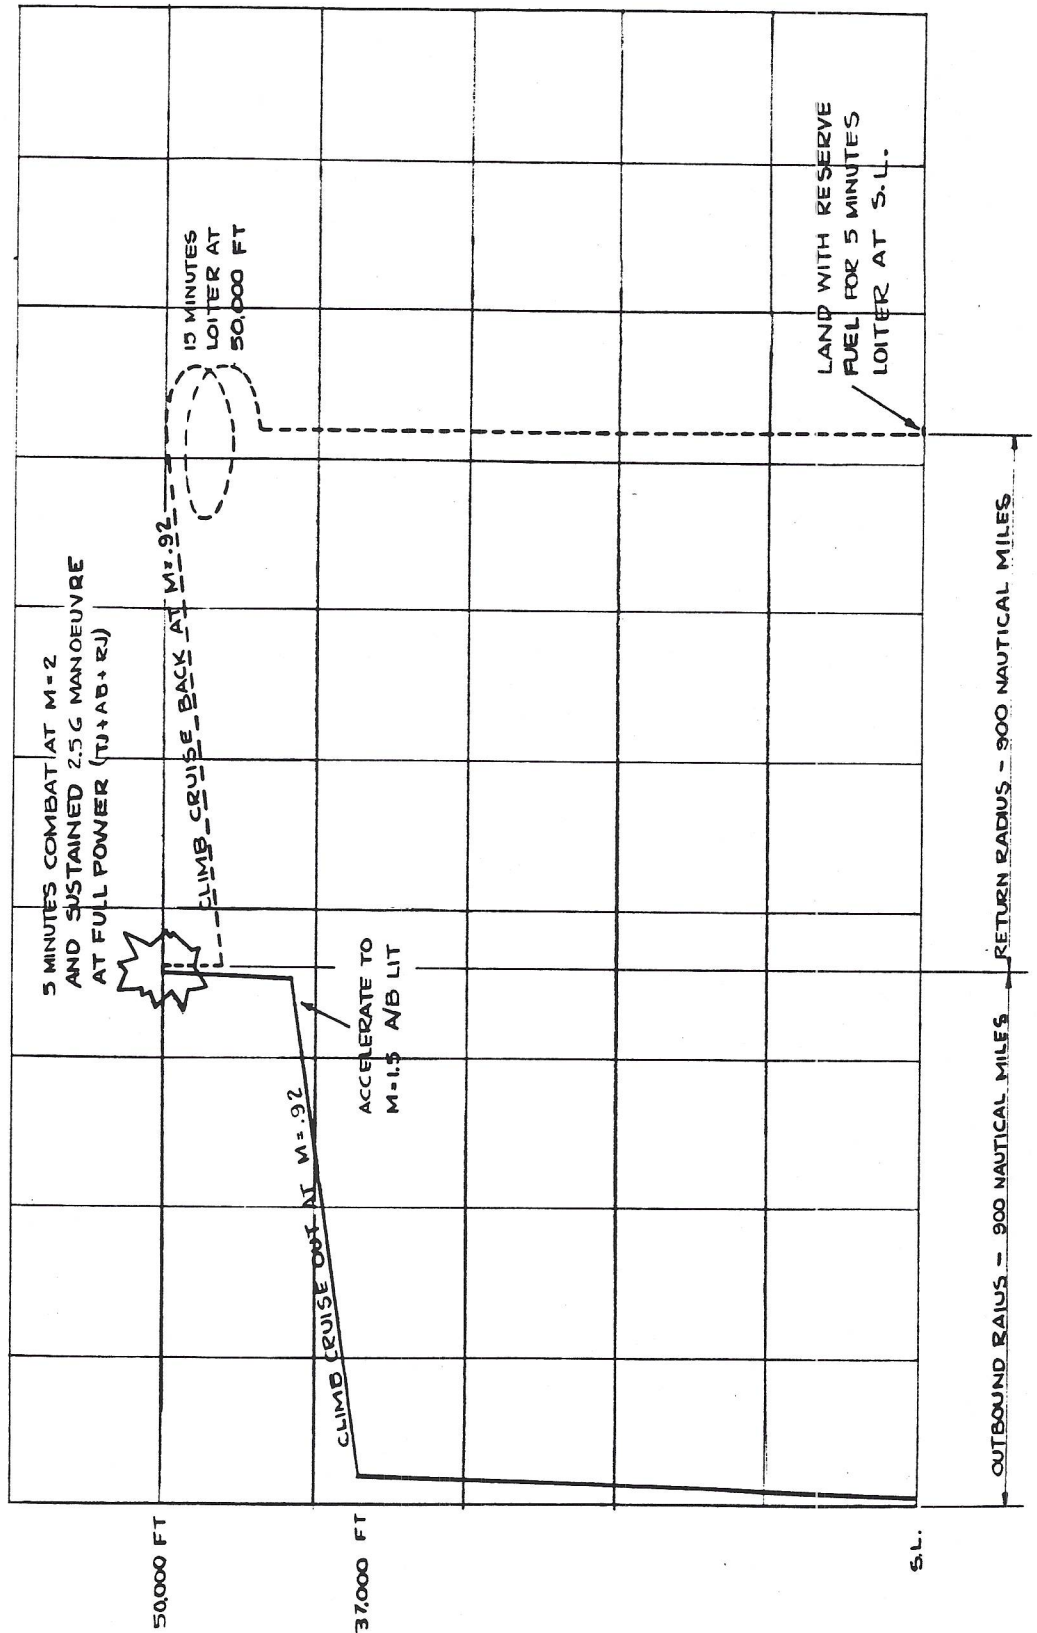 5 MINUTES COMBAT AT M=2
AND SUSTAINED 2.5 G MANOEUVRE
AT FULL POWER (TJ+AB+RJ)
50,000 FT
CLIMB CRUISE BACK AT M=.92
15 MINUTES
LOITER AT
50,000 FT
37,000 FT
CLIMB CRUISE OUT AT M=.92
ACCELERATE TO
M=1.5 A/B LIT
LAND WITH RESERVE
FUEL FOR 5 MINUTES
LOITER AT S.L.
S.L.
OUTBOUND RAIUS - 900 NAUTICAL MILES
RETURN RADIUS - 900 NAUTICAL MILES